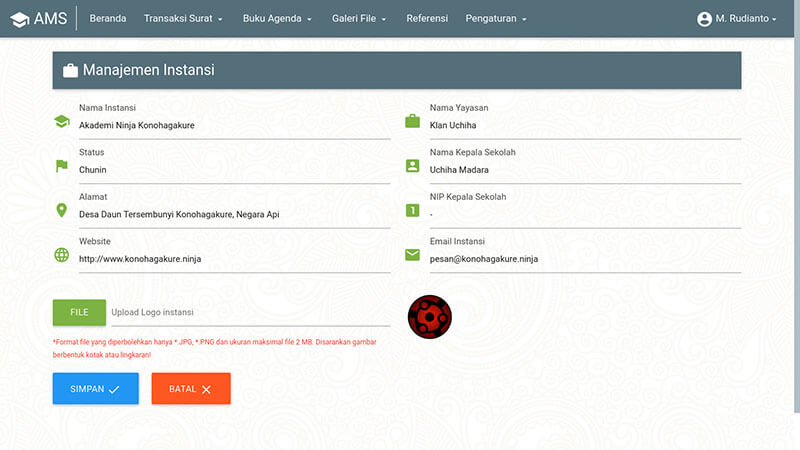 AMS
Beranda Transaksi Surat Buku Agenda Galeri File Referensi Pengaturan M. Rudianto
Manajemen Instansi
Nama Instansi Nama Yayasan
Akademi Ninja Konohagakure Klan Uchiha
Status Nama Kepala Sekolah
Chunin Uchiha Madara
Alamat NIP Kepala Sekolah
Desa Daun Tersembunyi Konohagakure, Negara Api -
Website Email Instansi
http://www.konohagakure.ninja pesan@konohagakure.ninja
FILE Upload Logo instansi
*Format file yang diperbolehkan hanya *.JPG, *.PNG dan ukuran maksimal file 2 MB. Disarankan gambar
berbentuk kotak atau lingkaran!
SIMPAN BATAL